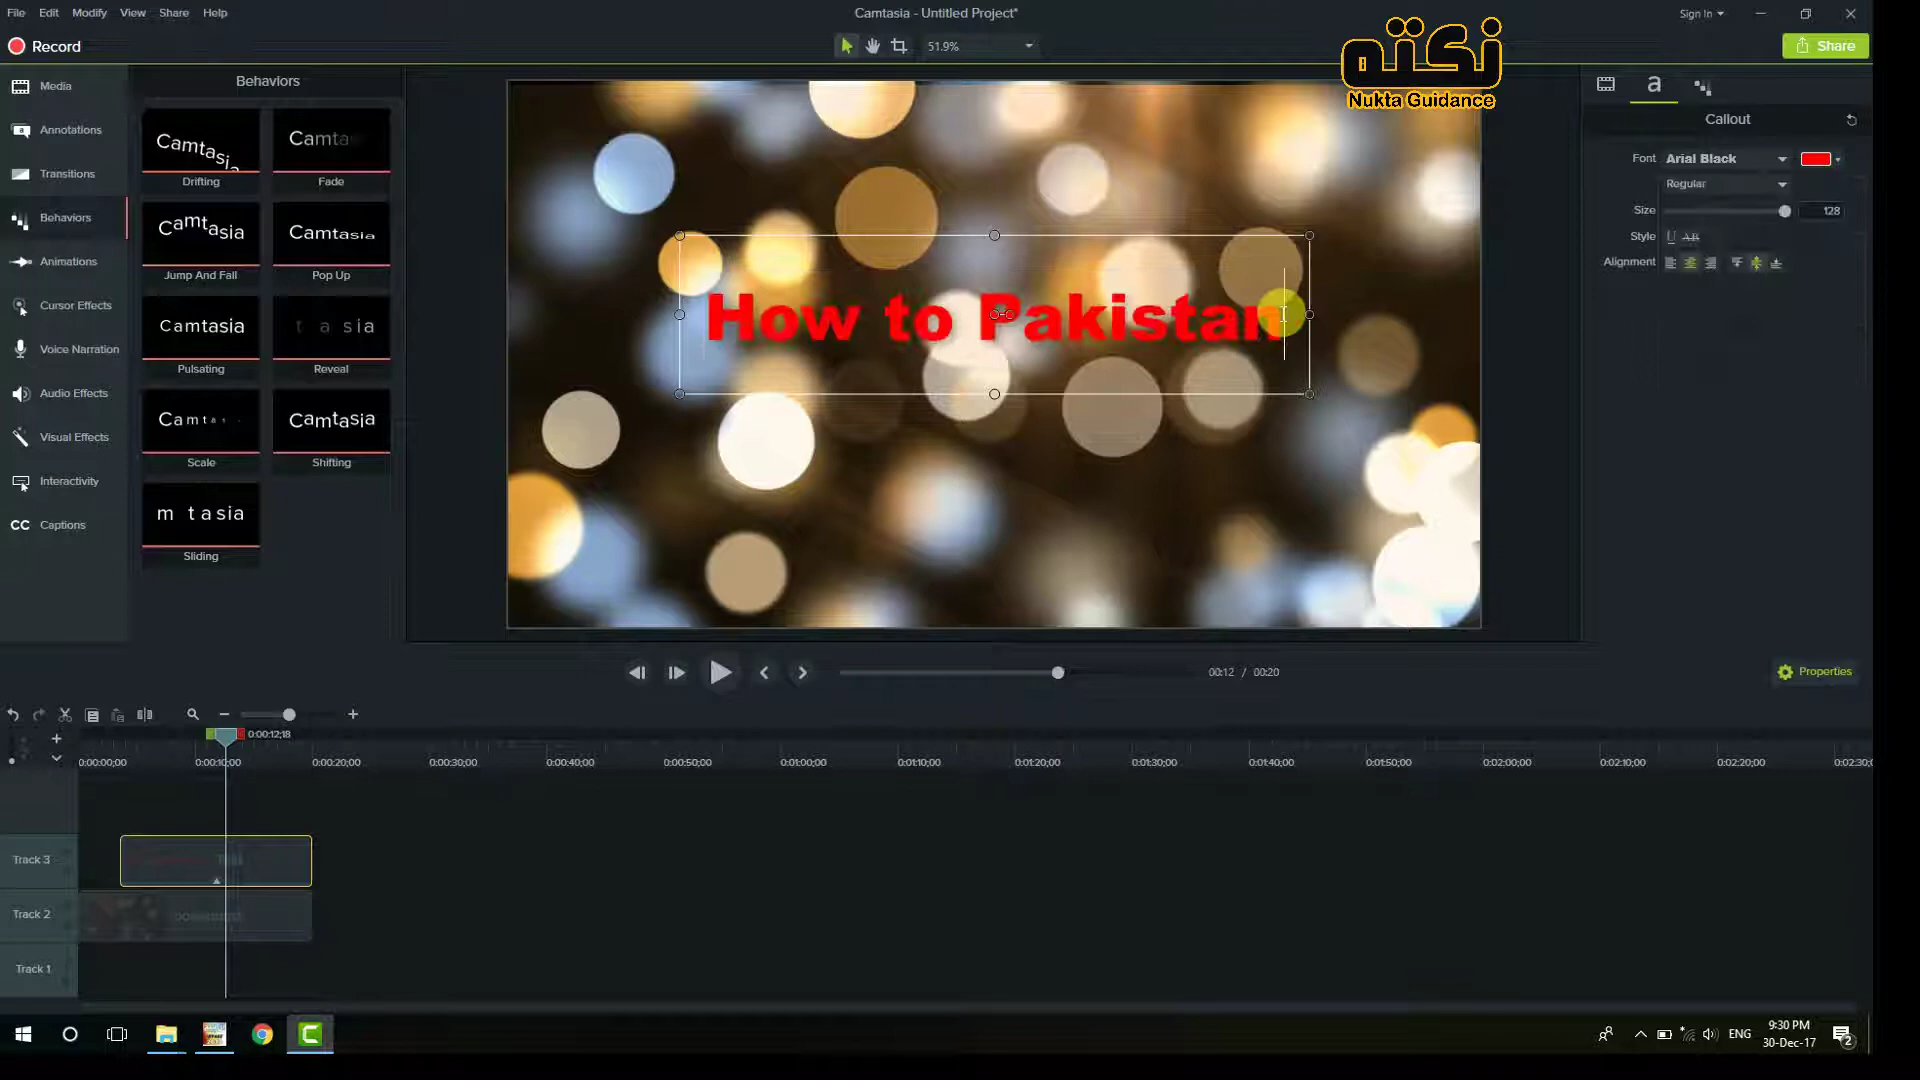 File Edit Modify View Share Help
Camtasia - Untitled Project*
Sign In
Record
51.9%
Share
نكته
Nukta Guidance
Media
Annotations
Transitions
Behaviors
Animations
Cursor Effects
Voice Narration
Audio Effects
Visual Effects
Interactivity
CC Captions
Behaviors
Camtasia
Camtas
Drifting
Fade
Camtasia
Camtasia
Jump And Fall
Pop Up
Camtasia
t a s i a
Pulsating
Reveal
Camta
Camtasia
Scale
Shifting
m t a s i a
Sliding
How to Pakistan
a
Callout
Font Arial Black
Regular
Size 128
Style U AB
Alignment
00:12 / 00:20
Properties
0:00:12;18
0:00:00;00 0:00:10;00 0:00:20;00 0:00:30;00 0:00:40;00 0:00:50;00 0:01:00;00 0:01:10;00 0:01:20;00 0:01:30;00 0:01:40;00 0:01:50;00 0:02:00;00 0:02:10;00 0:02:20;00 0:02:30;0
Track 3
Track 2
Track 1
ENG
9:30 PM
30-Dec-17
2